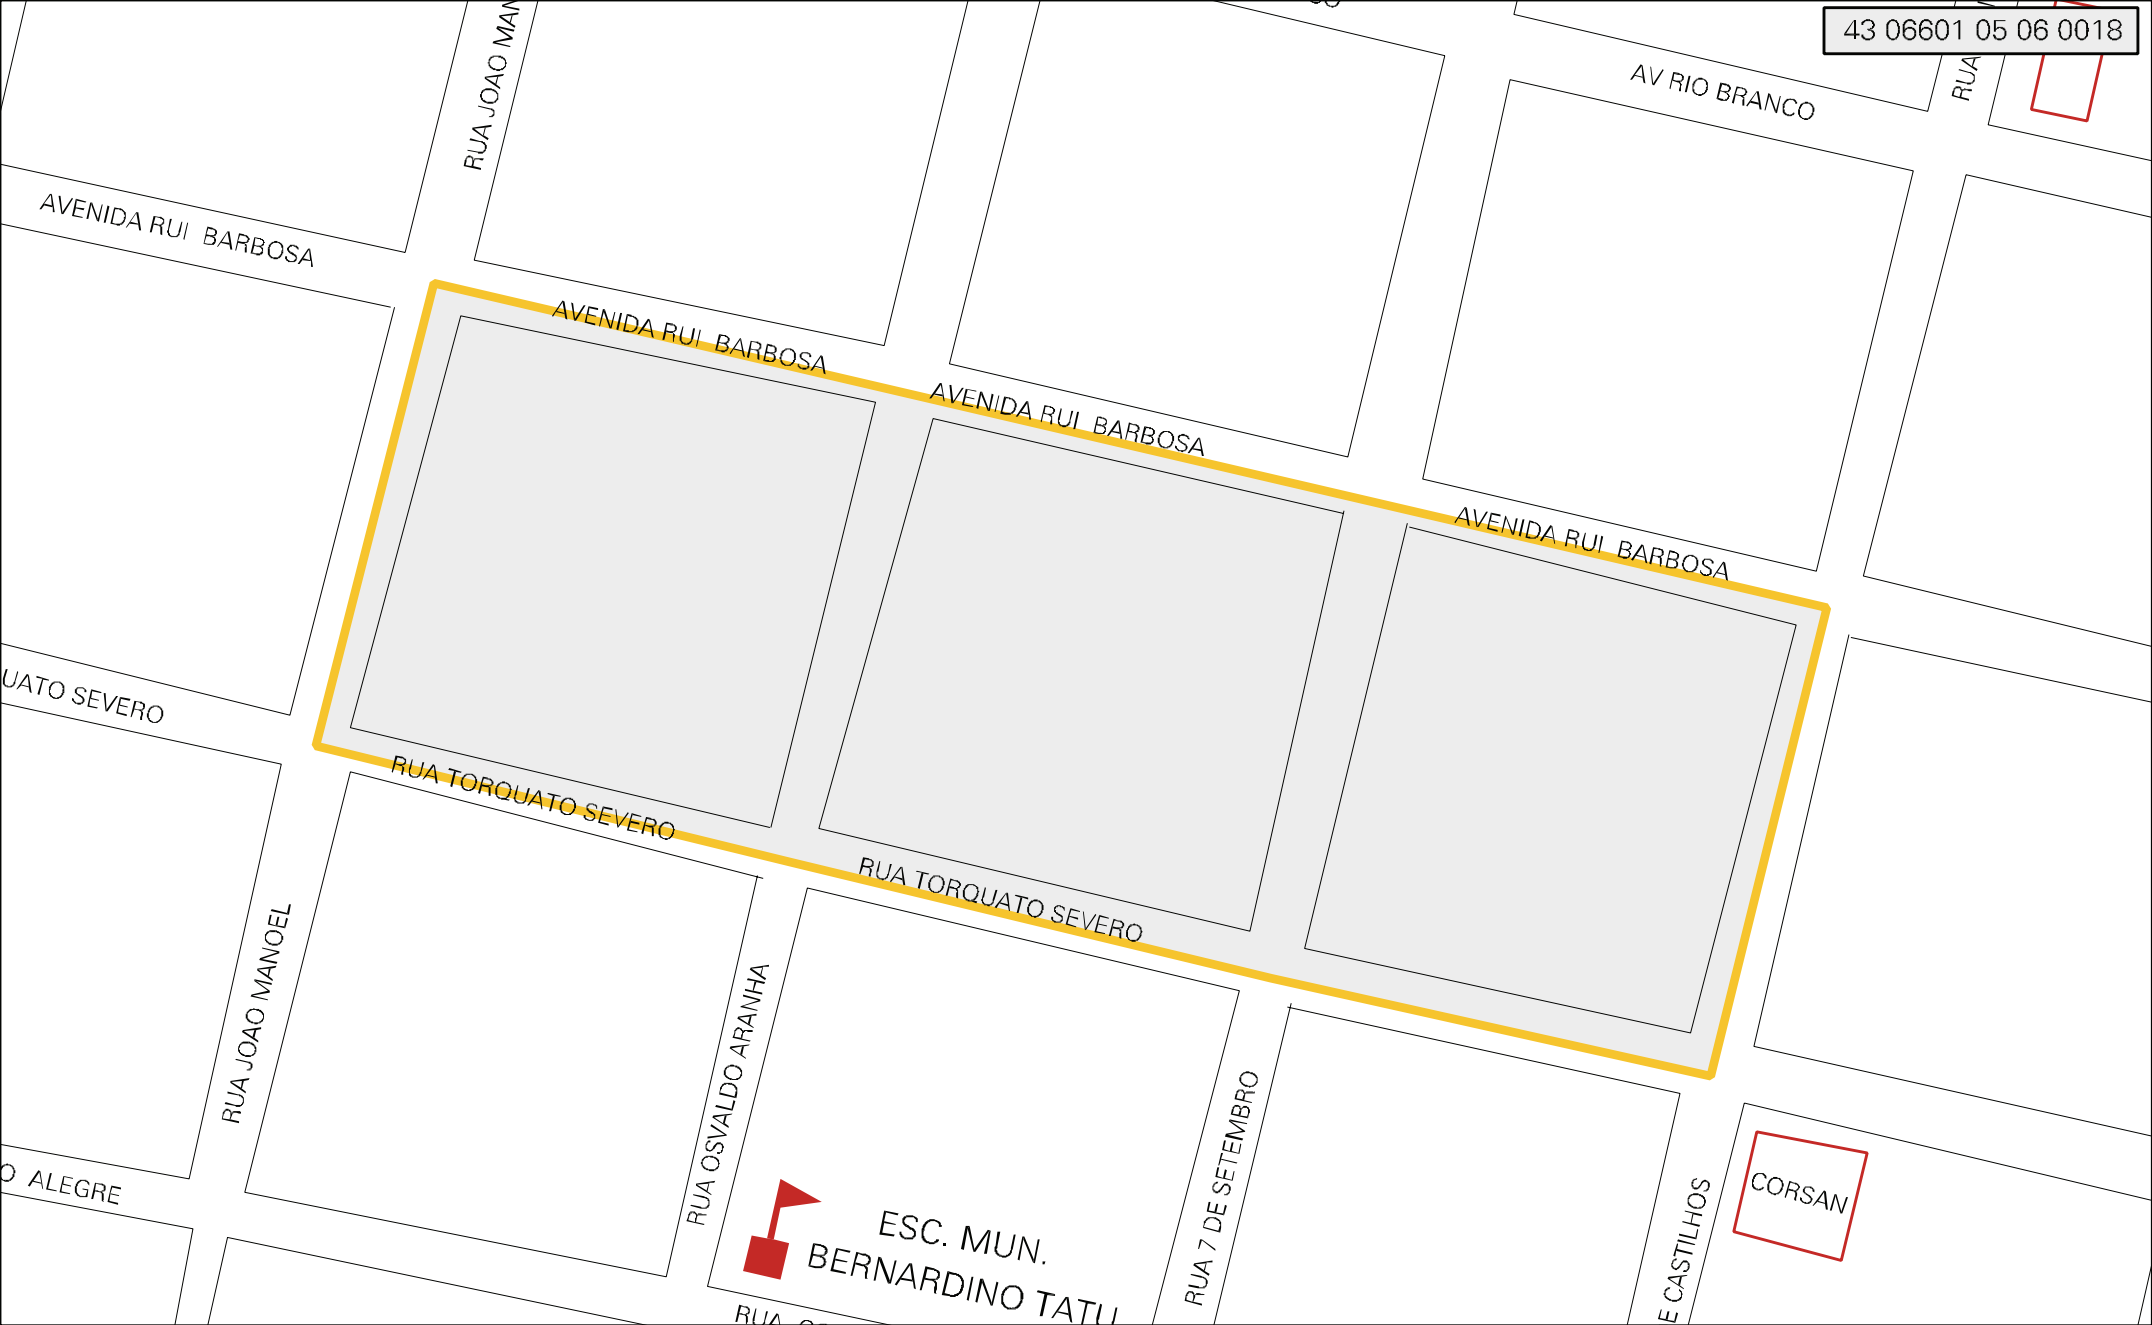 43 06601 05 06 0018
RUA JOAO MAN
AV RIO BRANCO
RUA
AVENIDA RUI BARBOSA
AVENIDA RUI BARBOSA
AVENIDA RUI BARBOSA
AVENIDA RUI BARBOSA
UATO SEVERO
RUA TORQUATO SEVERO
RUA TORQUATO SEVERO
RUA JOAO MANOEL
RUA OSVALDO ARANHA
RUA 7 DE SETEMBRO
E CASTILHOS
CORSAN
O ALEGRE
ESC. MUN.
BERNARDINO TATU
RUA